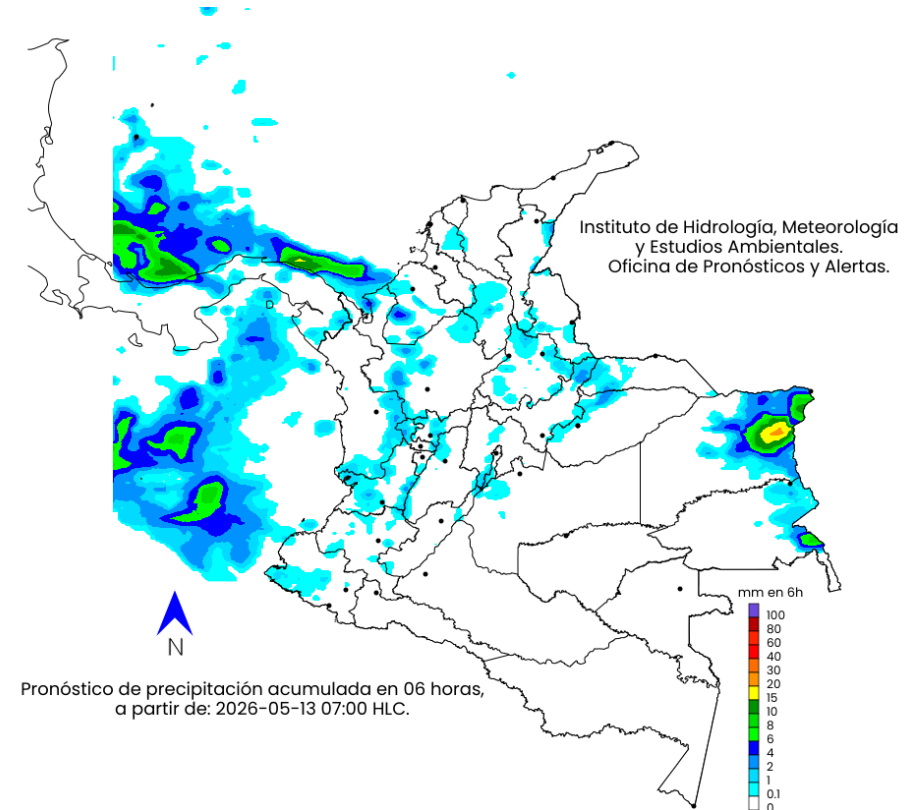 Instituto de Hidrología, Meteorología
y Estudios Ambientales.
Oficina de Pronósticos y Alertas.
mm en 6h
100
80
60
40
30
20
15
10
8
6
4
2
1
0.1
0
N
Pronóstico de precipitación acumulada en 06 horas,
a partir de: 2026-05-13 07:00 HLC.